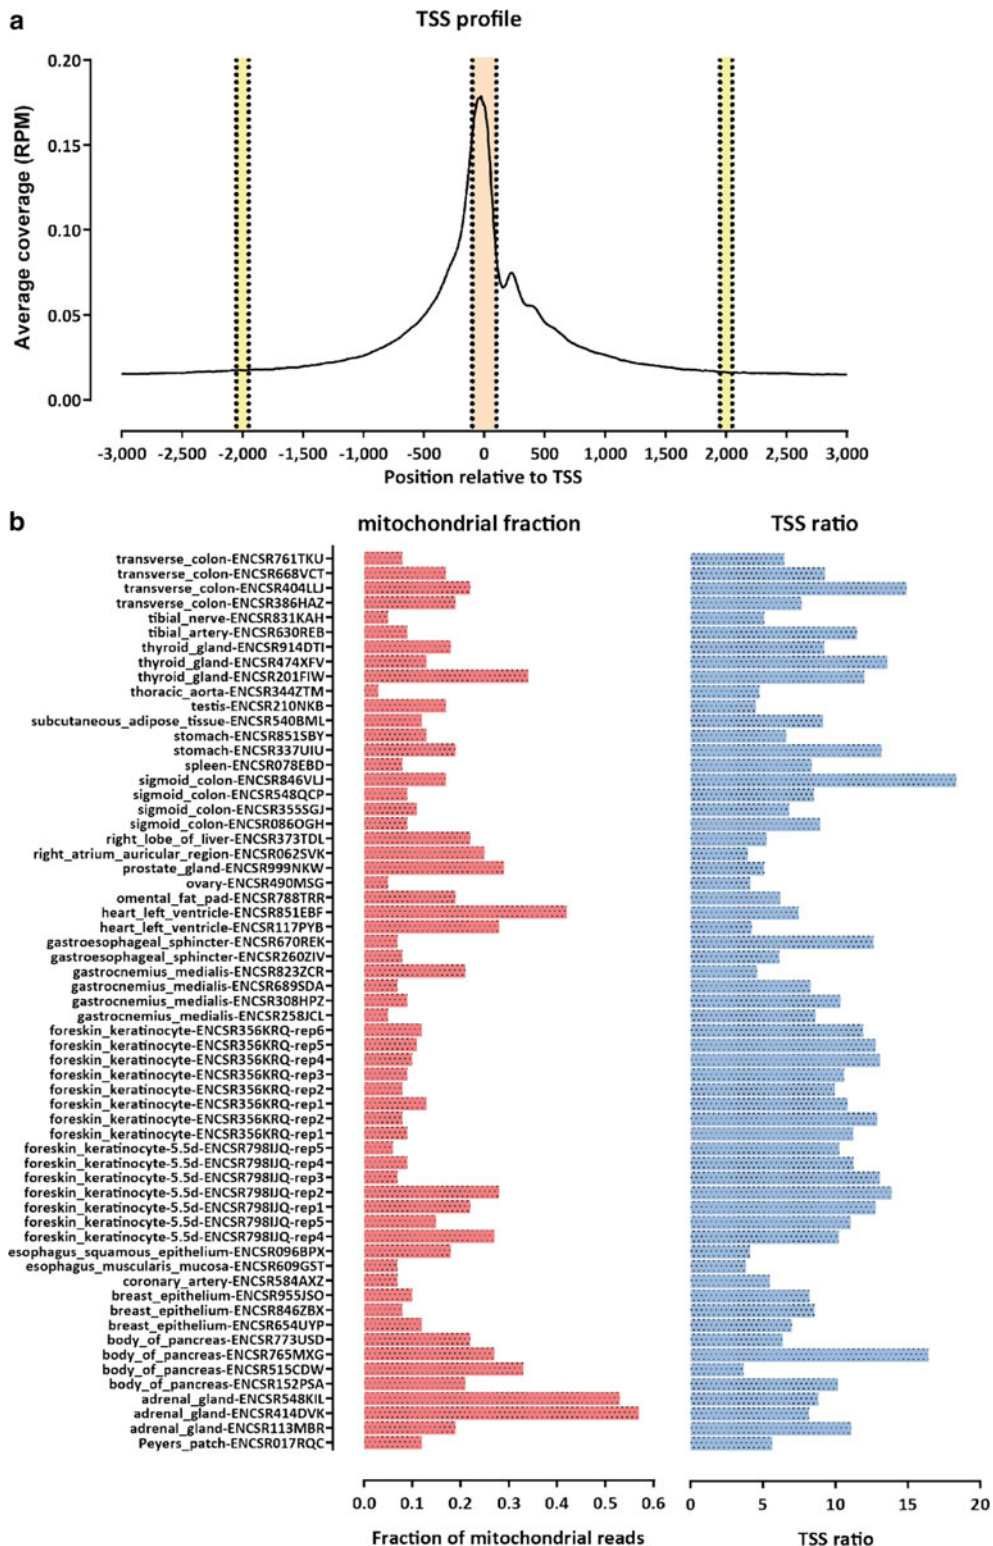 a
TSS profile
Average coverage (RPM)
0.20
0.15
0.10
0.05
0.00
-3,000 -2,500 -2,000 -1,500 -1,000 -500 0 500 1,000 1,500 2,000 2,500 3,000
Position relative to TSS
b
mitochondrial fraction TSS ratio
transverse_colon-ENCSR761TKU
transverse_colon-ENCSR668VCT
transverse_colon-ENCSR404LLJ
transverse_colon-ENCSR386HAZ
tibial_nerve-ENCSR831KAH
tibial_artery-ENCSR630REB
thyroid_gland-ENCSR914DTI
thyroid_gland-ENCSR474XFV
thyroid_gland-ENCSR201FIW
thoracic_aorta-ENCSR344ZTM
testis-ENCSR210NKB
subcutaneous_adipose_tissue-ENCSR540BML
stomach-ENCSR851SBY
stomach-ENCSR337UIU
spleen-ENCSR078EBD
sigmoid_colon-ENCSR846VLJ
sigmoid_colon-ENCSR548QCP
sigmoid_colon-ENCSR355SGJ
sigmoid_colon-ENCSR086OGH
right_lobe_of_liver-ENCSR373TDL
right_atrium_auricular_region-ENCSR062SVK
prostate_gland-ENCSR999NKW
ovary-ENCSR490MSG
omental_fat_pad-ENCSR788TRR
heart_left_ventricle-ENCSR851EBF
heart_left_ventricle-ENCSR117PYB
gastroesophageal_sphincter-ENCSR670REK
gastroesophageal_sphincter-ENCSR260ZIV
gastrocnemius_medialis-ENCSR823ZCR
gastrocnemius_medialis-ENCSR689SDA
gastrocnemius_medialis-ENCSR308HPZ
gastrocnemius_medialis-ENCSR258JCL
foreskin_keratinocyte-ENCSR356KRQ-rep6
foreskin_keratinocyte-ENCSR356KRQ-rep5
foreskin_keratinocyte-ENCSR356KRQ-rep4
foreskin_keratinocyte-ENCSR356KRQ-rep3
foreskin_keratinocyte-ENCSR356KRQ-rep2
foreskin_keratinocyte-ENCSR356KRQ-rep1
foreskin_keratinocyte-ENCSR356KRQ-rep2
foreskin_keratinocyte-ENCSR356KRQ-rep1
foreskin_keratinocyte-5.5d-ENCSR798IJQ-rep5
foreskin_keratinocyte-5.5d-ENCSR798IJQ-rep4
foreskin_keratinocyte-5.5d-ENCSR798IJQ-rep3
foreskin_keratinocyte-5.5d-ENCSR798IJQ-rep2
foreskin_keratinocyte-5.5d-ENCSR798IJQ-rep1
foreskin_keratinocyte-5.5d-ENCSR798IJQ-rep5
foreskin_keratinocyte-5.5d-ENCSR798IJQ-rep4
esophagus_squamous_epithelium-ENCSR096BPX
esophagus_muscularis_mucosa-ENCSR609GST
coronary_artery-ENCSR584AXZ
breast_epithelium-ENCSR955JSO
breast_epithelium-ENCSR846ZBX
breast_epithelium-ENCSR654UYP
body_of_pancreas-ENCSR773USD
body_of_pancreas-ENCSR765MXG
body_of_pancreas-ENCSR515CDW
body_of_pancreas-ENCSR152PSA
adrenal_gland-ENCSR548KIL
adrenal_gland-ENCSR414DVK
adrenal_gland-ENCSR113MBR
Peyers_patch-ENCSR017RQC
0.0 0.1 0.2 0.3 0.4 0.5 0.6 0 5 10 15 20
Fraction of mitochondrial reads TSS ratio